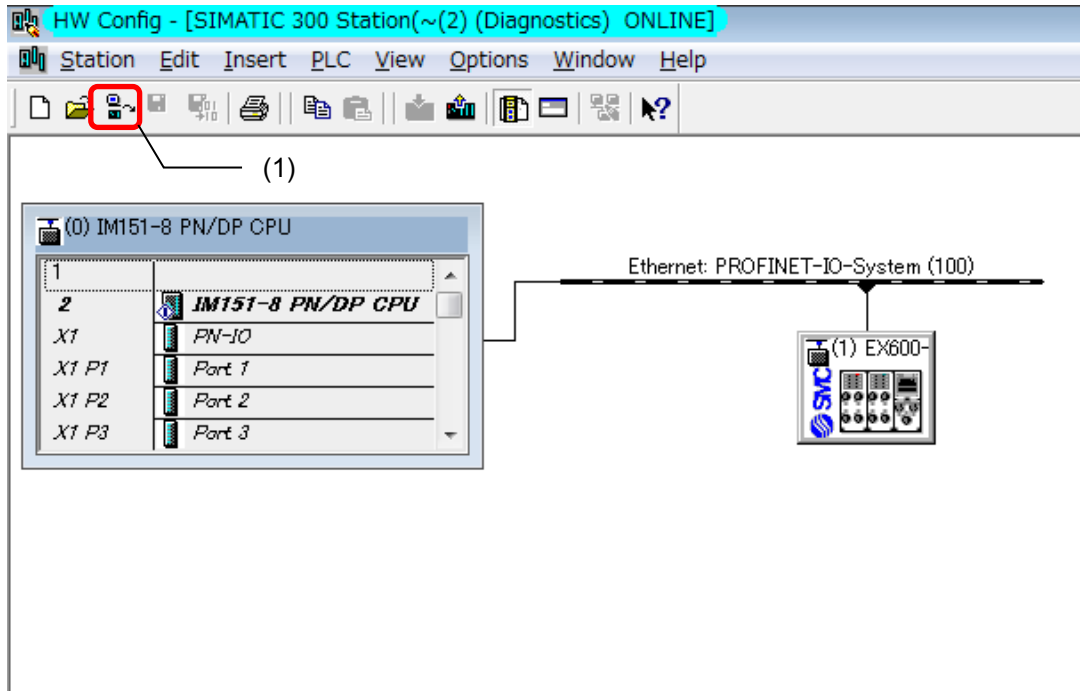 HW Config - [SIMATIC 300 Station(~(2) (Diagnostics) ONLINE]
Station Edit Insert PLC View Options Window Help
(1)
(0) IM151-8 PN/DP CPU
1
2 IM151-8 PN/DP CPU
X1 PN-IO
X1 P1 Port 1
X1 P2 Port 2
X1 P3 Port 3
Ethernet: PROFINET-IO-System (100)
(1) EX600-
SMC